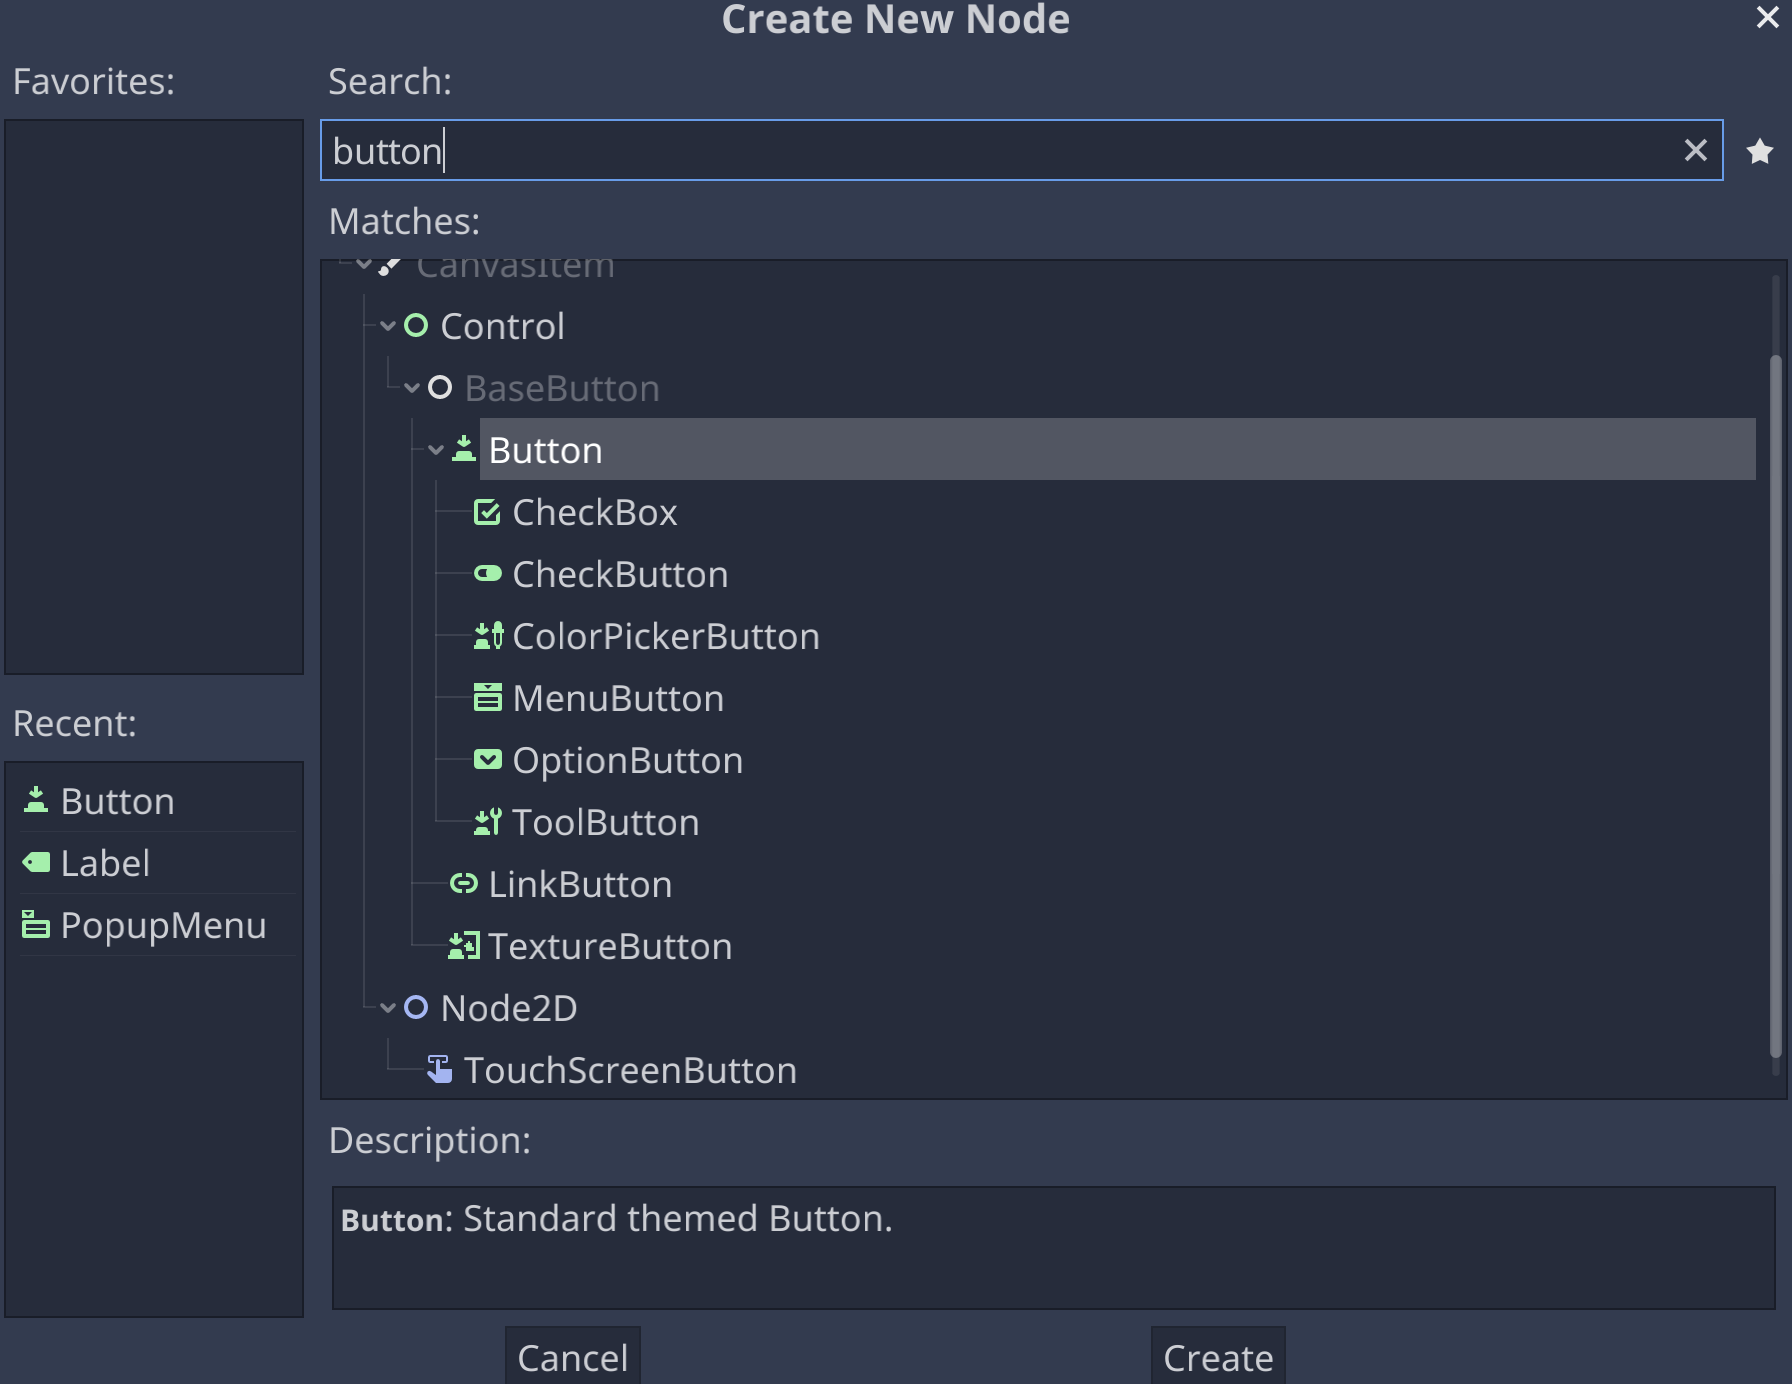 Create New Node
Favorites:
Search:
button
Matches:
CanvasItem
Control
BaseButton
Button
CheckBox
CheckButton
ColorPickerButton
MenuButton
OptionButton
ToolButton
LinkButton
TextureButton
Node2D
TouchScreenButton
Recent:
Button
Label
PopupMenu
Description:
Button: Standard themed Button.
Cancel
Create